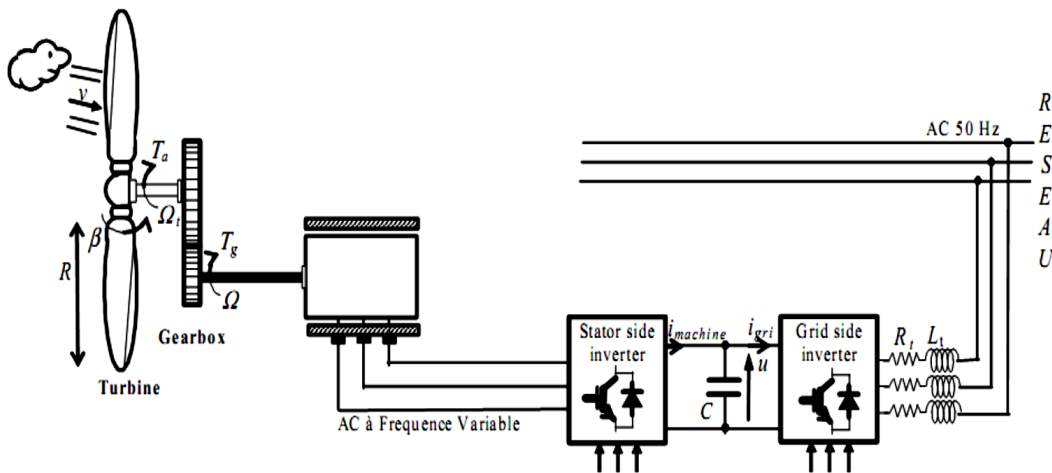 v
T_a
Ω_t
β
R
T_g
Ω
Gearbox
Turbine
AC à Frequence Variable
Stator side
inverter
i_machine
i_gri
u
C
Grid side
inverter
R_t
L_t
AC 50 Hz
R
E
S
E
A
U